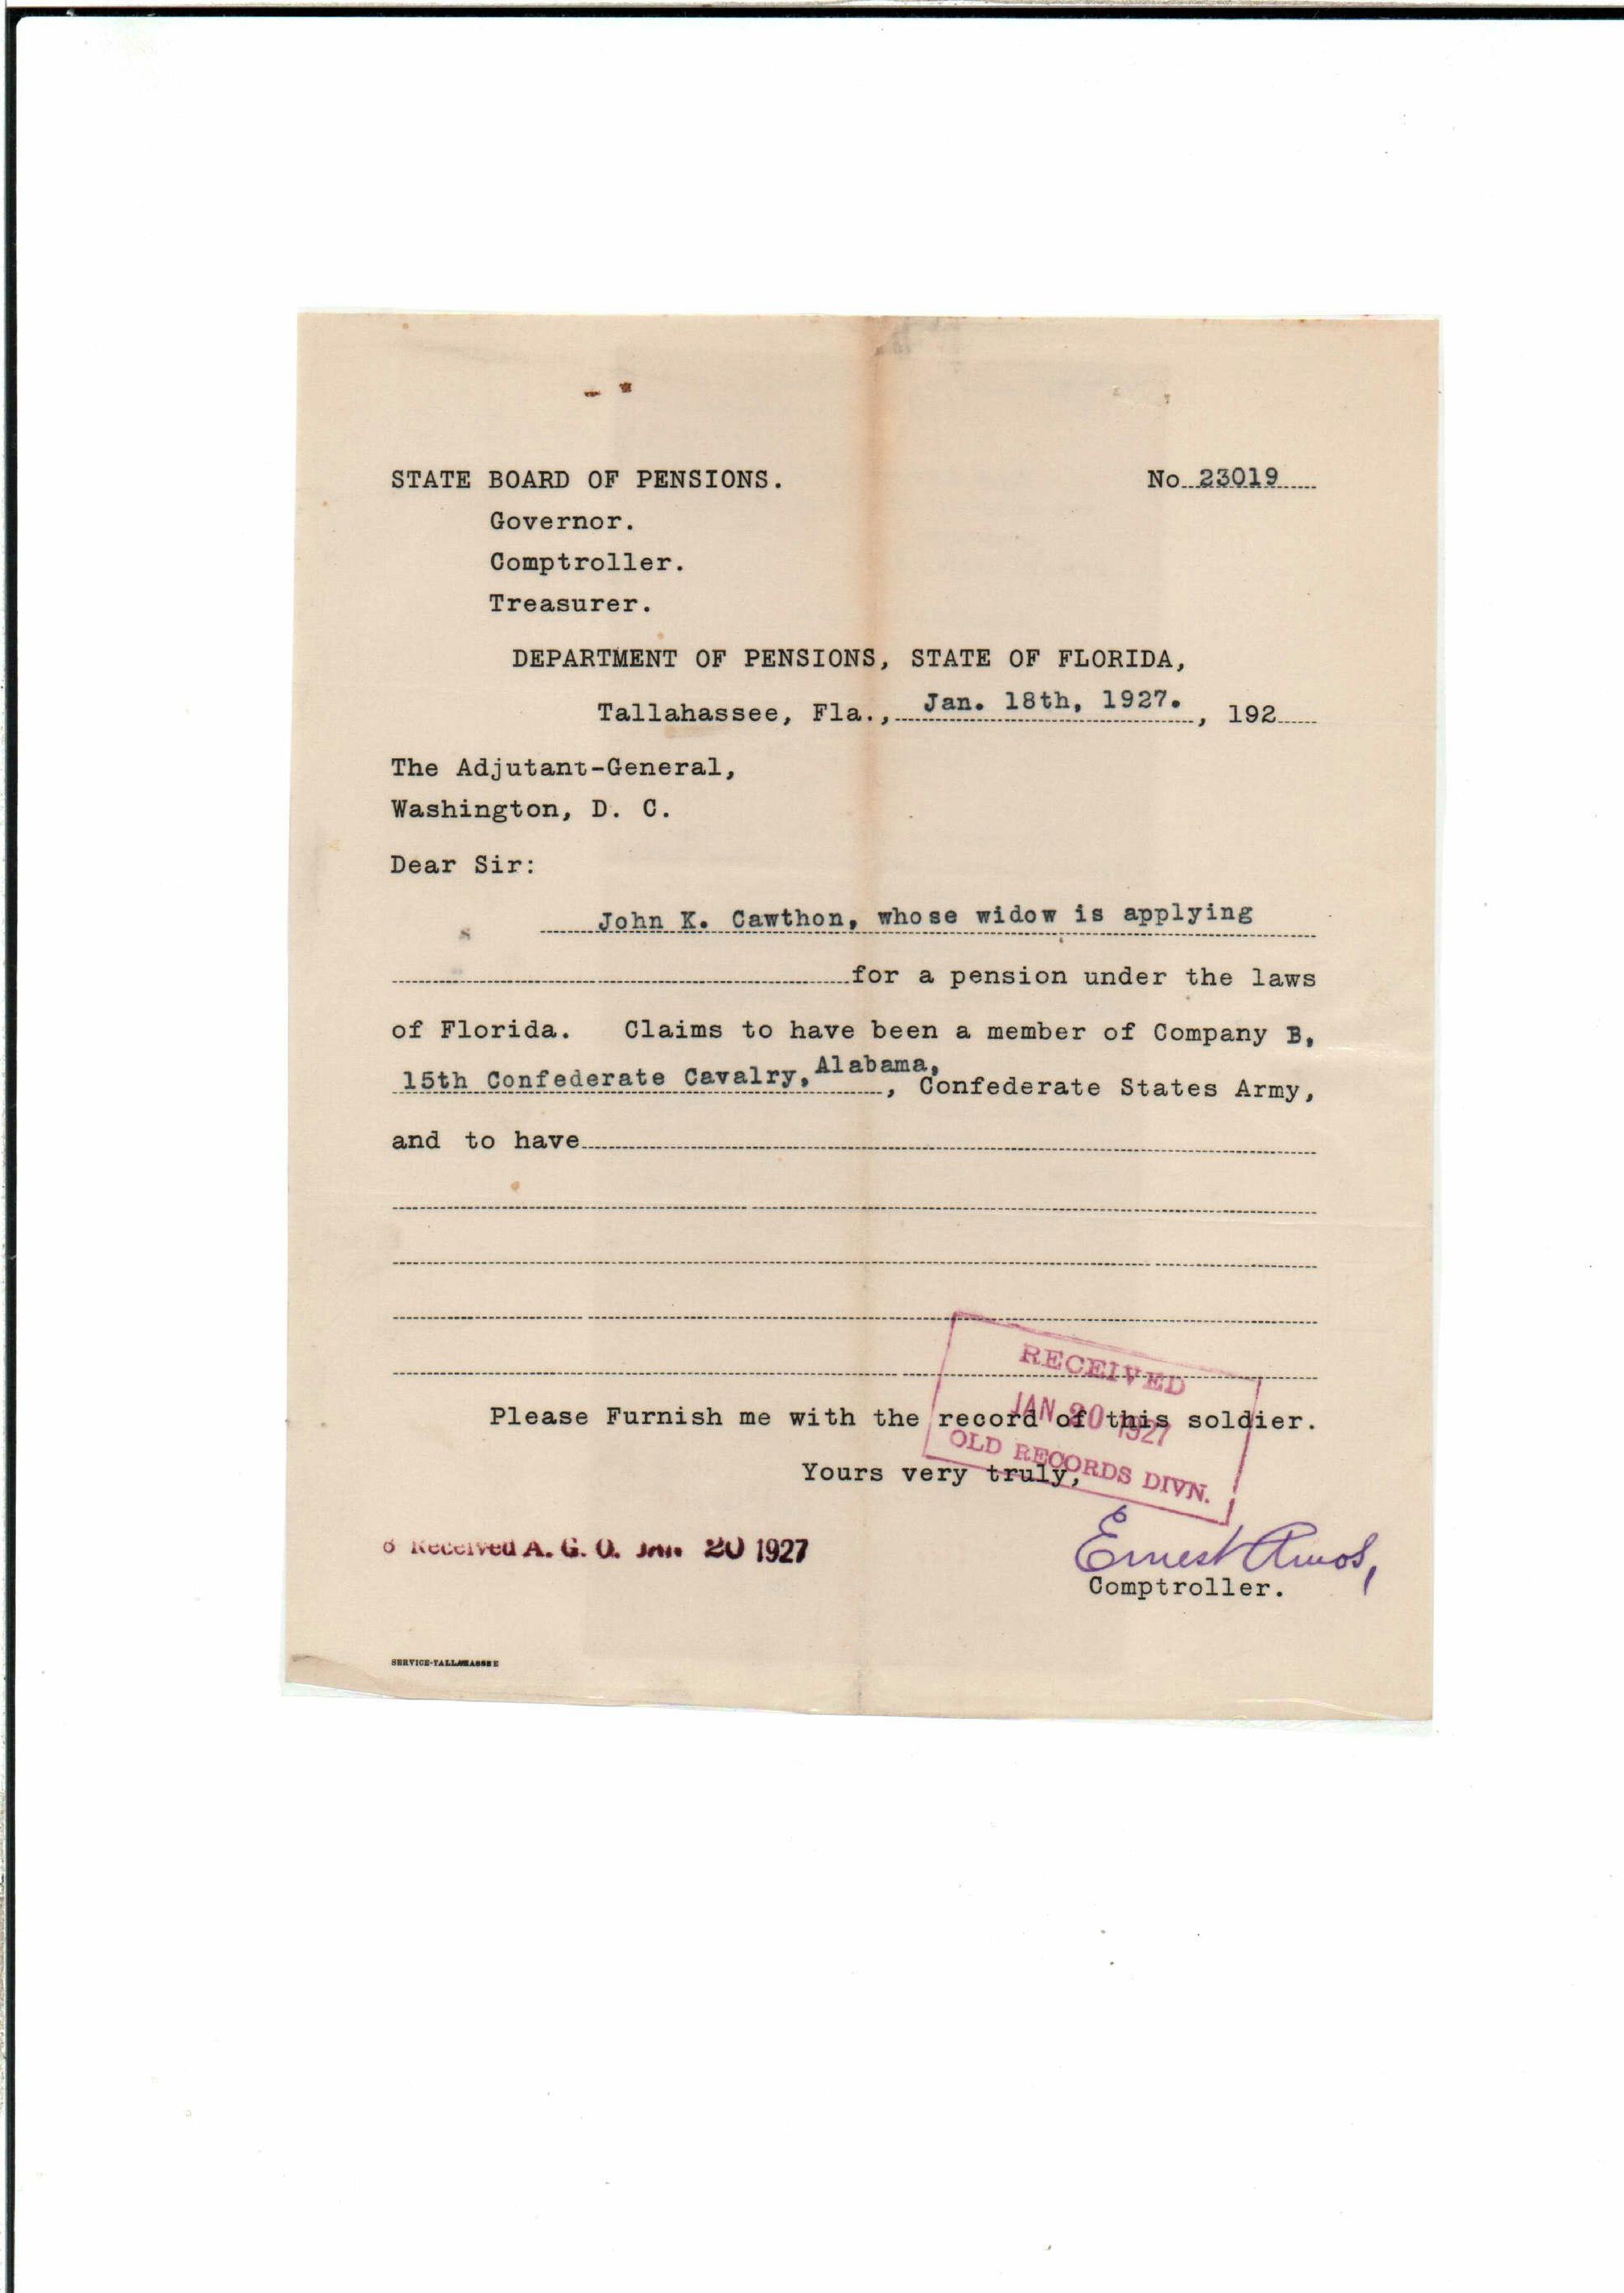 STATE BOARD OF PENSIONS. No. 23019
Governor.
Comptroller.
Treasurer.
DEPARTMENT OF PENSIONS, STATE OF FLORIDA,
Tallahassee, Fla., Jan. 18th, 1927. , 192
The Adjutant-General,
Washington, D. C.
Dear Sir:
John K. Cawthon, whose widow is applying
for a pension under the laws
of Florida. Claims to have been a member of Company B,
15th Confederate Cavalry, Alabama, , Confederate States Army,
and to have
RECEIVED
JAN 20 1927
OLD RECORDS DIVN.
Please Furnish me with the record of this soldier.
Yours very truly,
Received A. G. O. JAN. 20 1927
Ernest Amos,
Comptroller.
SERVICE-TALLAHASSEE